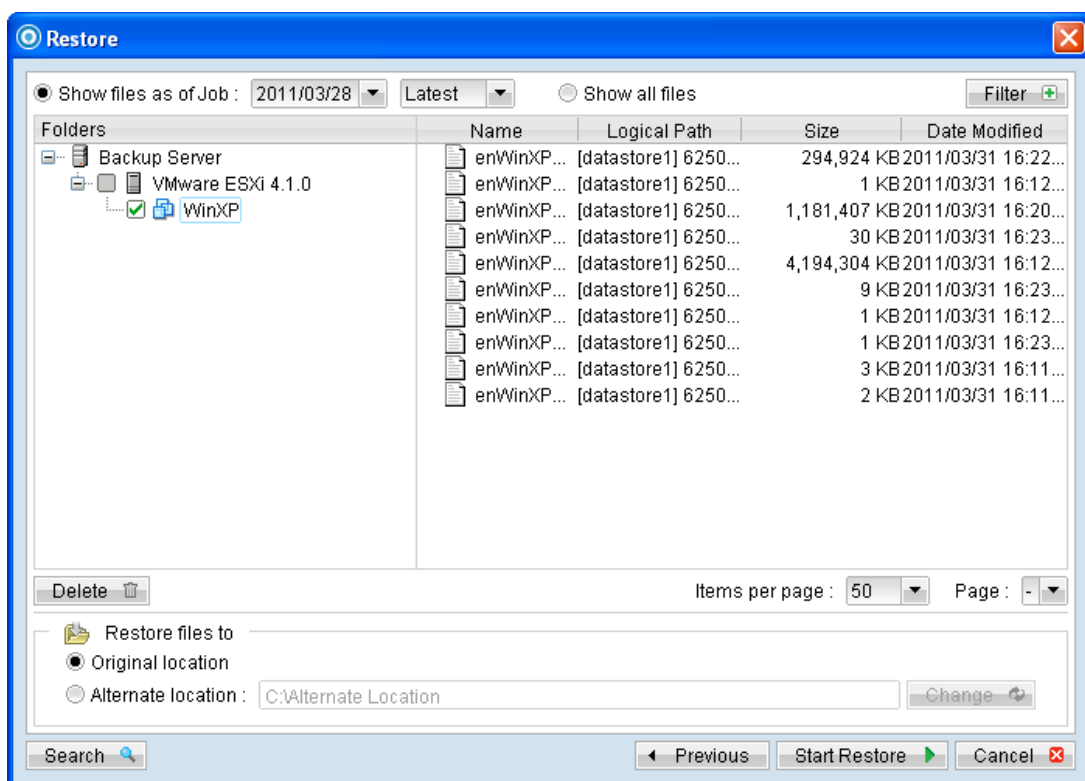 Restore
Show files as of Job : 2011/03/28 Latest Show all files Filter
Folders Name Logical Path Size Date Modified
Backup Server enWinXP... [datastore1] 6250... 294,924 KB 2011/03/31 16:22...
VMware ESXi 4.1.0 enWinXP... [datastore1] 6250... 1 KB 2011/03/31 16:12...
WinXP enWinXP... [datastore1] 6250... 1,181,407 KB 2011/03/31 16:20...
enWinXP... [datastore1] 6250... 30 KB 2011/03/31 16:23...
enWinXP... [datastore1] 6250... 4,194,304 KB 2011/03/31 16:12...
enWinXP... [datastore1] 6250... 9 KB 2011/03/31 16:23...
enWinXP... [datastore1] 6250... 1 KB 2011/03/31 16:12...
enWinXP... [datastore1] 6250... 1 KB 2011/03/31 16:23...
enWinXP... [datastore1] 6250... 3 KB 2011/03/31 16:11...
enWinXP... [datastore1] 6250... 2 KB 2011/03/31 16:11...
Delete Items per page : 50 Page : -
Restore files to
Original location
Alternate location : C:\Alternate Location Change
Search Previous Start Restore Cancel